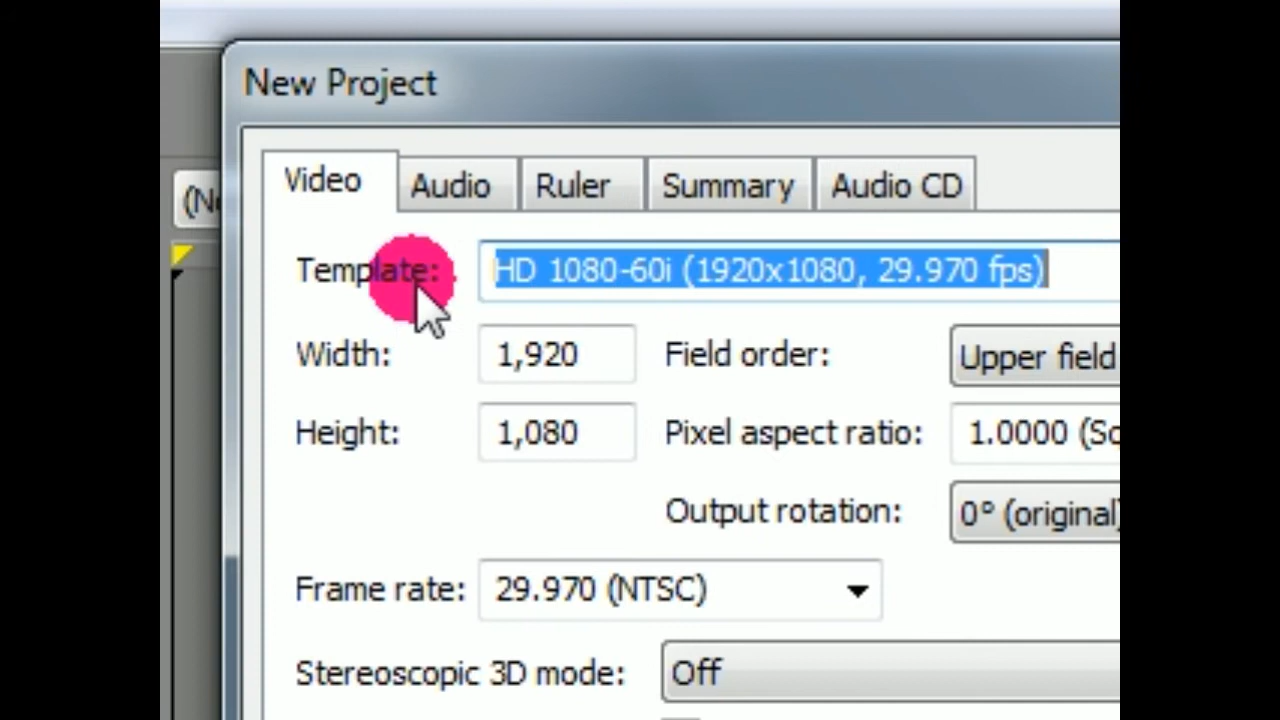 New Project
Video Audio Ruler Summary Audio CD
Template: HD 1080-60i (1920x1080, 29.970 fps)
Width: 1,920 Field order: Upper field
Height: 1,080 Pixel aspect ratio: 1.0000
Output rotation: 0° (original)
Frame rate: 29.970 (NTSC)
Stereoscopic 3D mode: Off